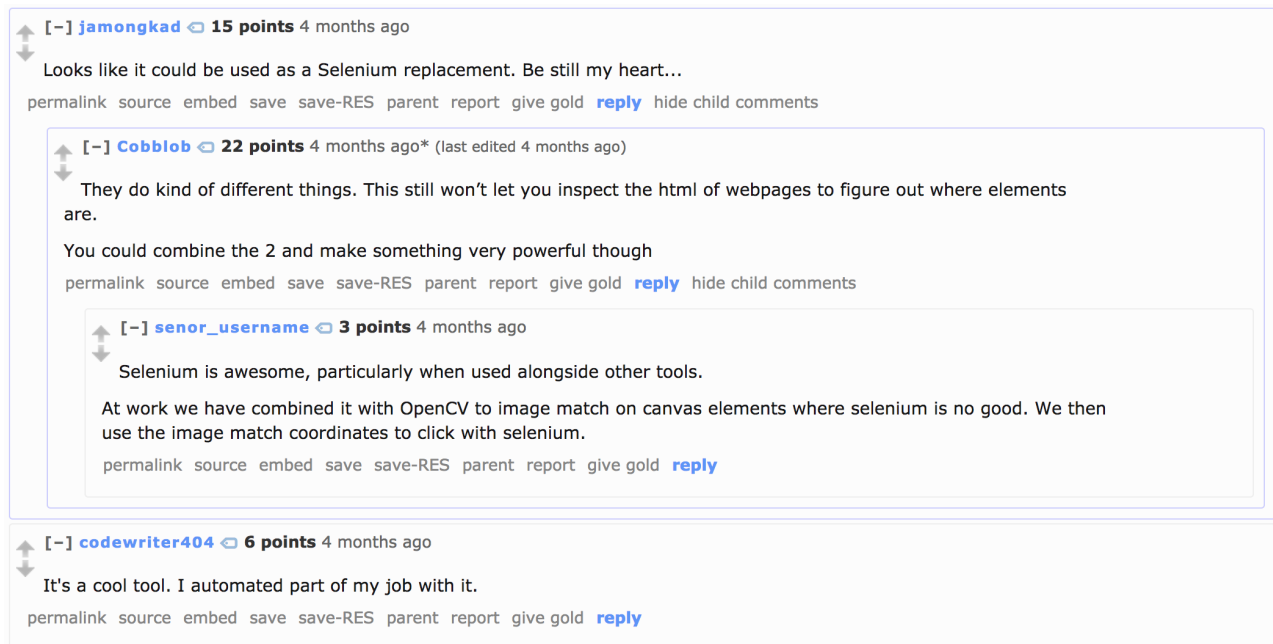 [−] jamongkad 15 points 4 months ago
Looks like it could be used as a Selenium replacement. Be still my heart...
permalink source embed save save-RES parent report give gold reply hide child comments
[−] Cobblob 22 points 4 months ago* (last edited 4 months ago)
They do kind of different things. This still won’t let you inspect the html of webpages to figure out where elements
are.
You could combine the 2 and make something very powerful though
permalink source embed save save-RES parent report give gold reply hide child comments
[−] senor_username 3 points 4 months ago
Selenium is awesome, particularly when used alongside other tools.
At work we have combined it with OpenCV to image match on canvas elements where selenium is no good. We then
use the image match coordinates to click with selenium.
permalink source embed save save-RES parent report give gold reply
[−] codewriter404 6 points 4 months ago
It's a cool tool. I automated part of my job with it.
permalink source embed save save-RES parent report give gold reply